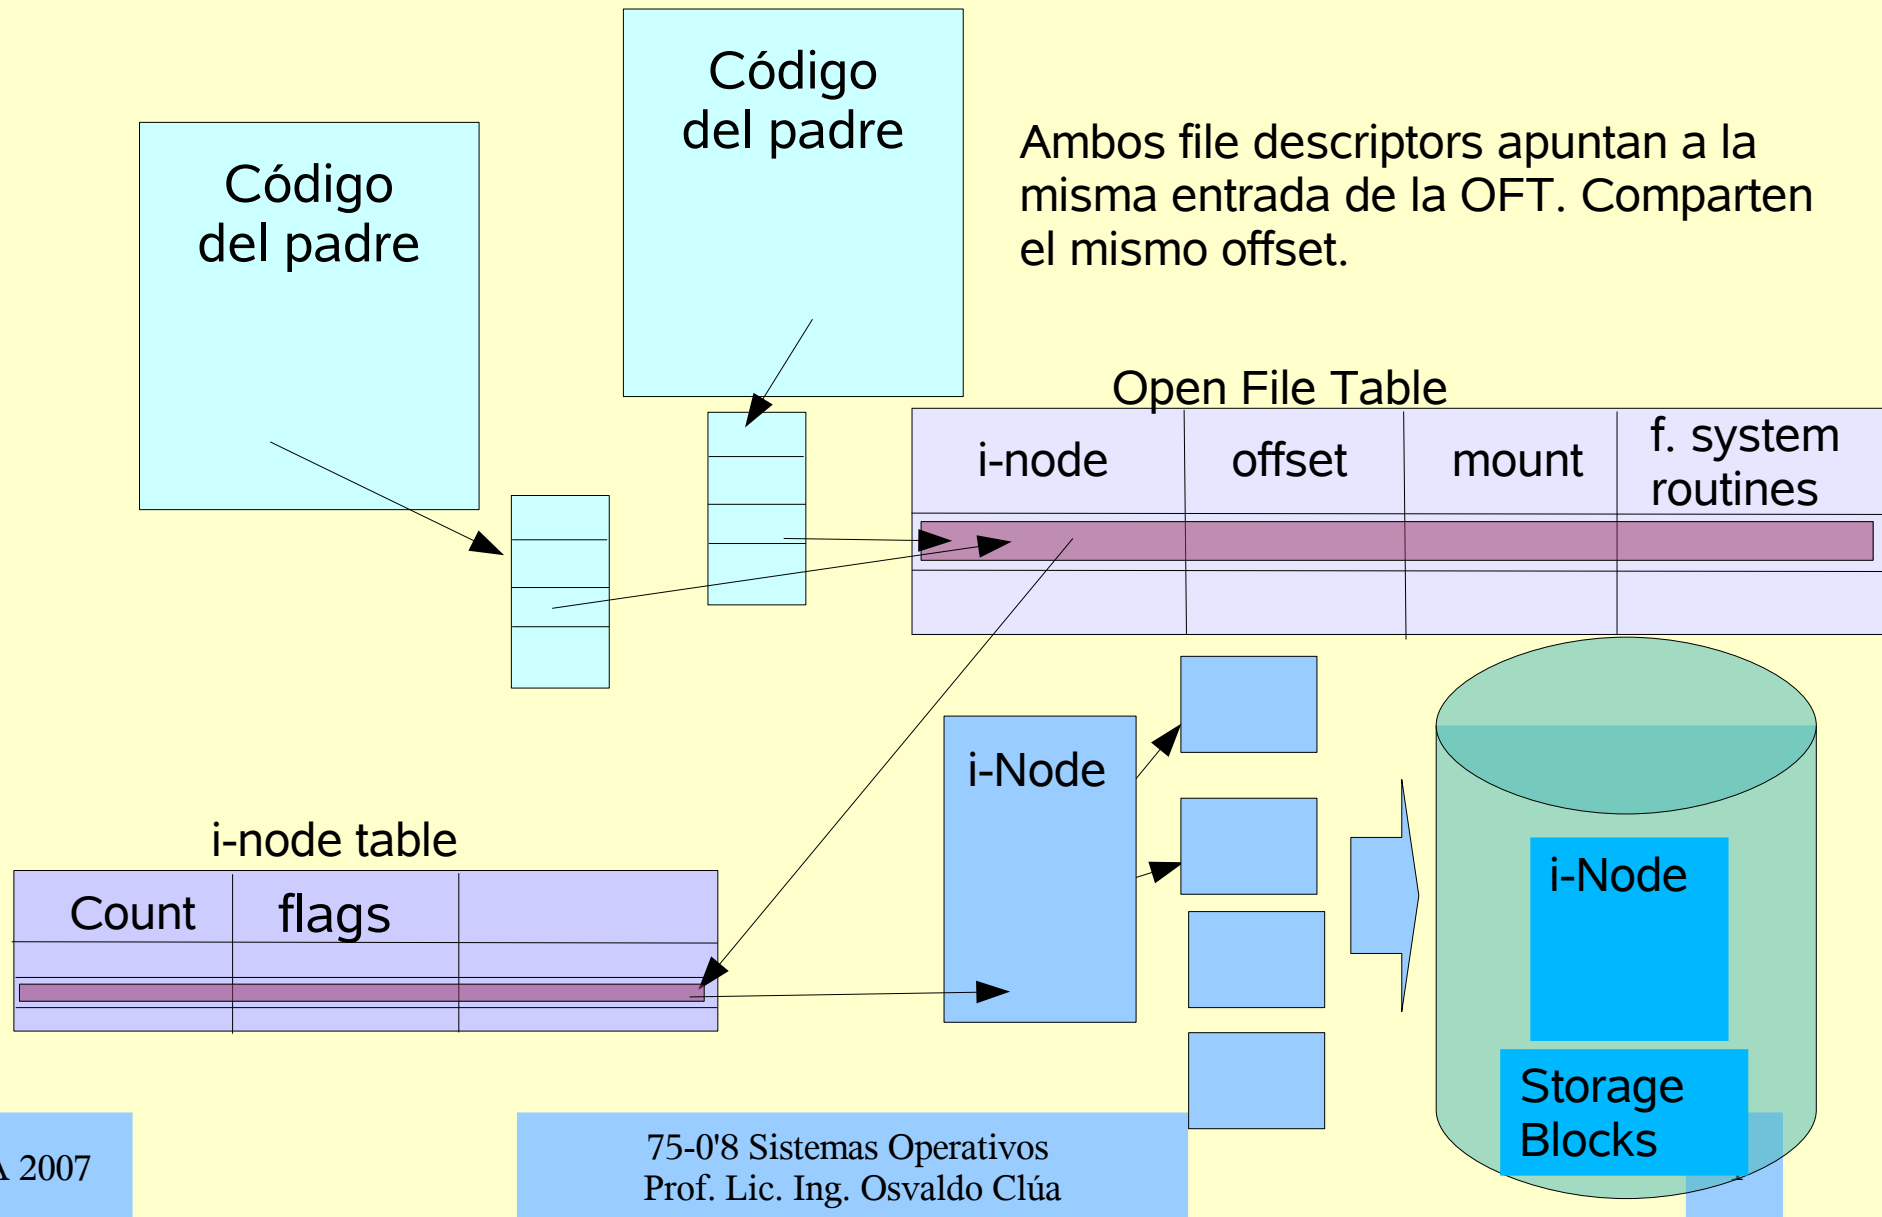 Código
del padre
Código
del padre
Ambos file descriptors apuntan a la
misma entrada de la OFT. Comparten
el mismo offset.
Open File Table
i-node
offset
mount
f. system
routines
i-Node
i-node table
Count
flags
i-Node
Storage
Blocks
2007
75-0'8 Sistemas Operativos
Prof. Lic. Ing. Osvaldo Clúa